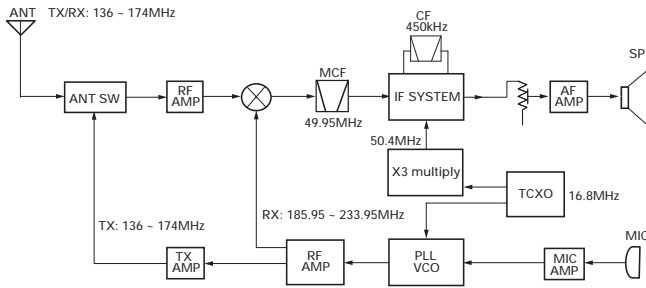 ANT TX/RX: 136 ~ 174MHz
CF
450kHz
SP
MCF
ANT SW
RF
AMP
IF SYSTEM
AF
AMP
49.95MHz
50.4MHz
X3 multiply
TCXO
16.8MHz
TX: 136 ~ 174MHz
RX: 185.95 ~ 233.95MHz
MIC
TX
AMP
RF
AMP
PLL
VCO
MIC
AMP